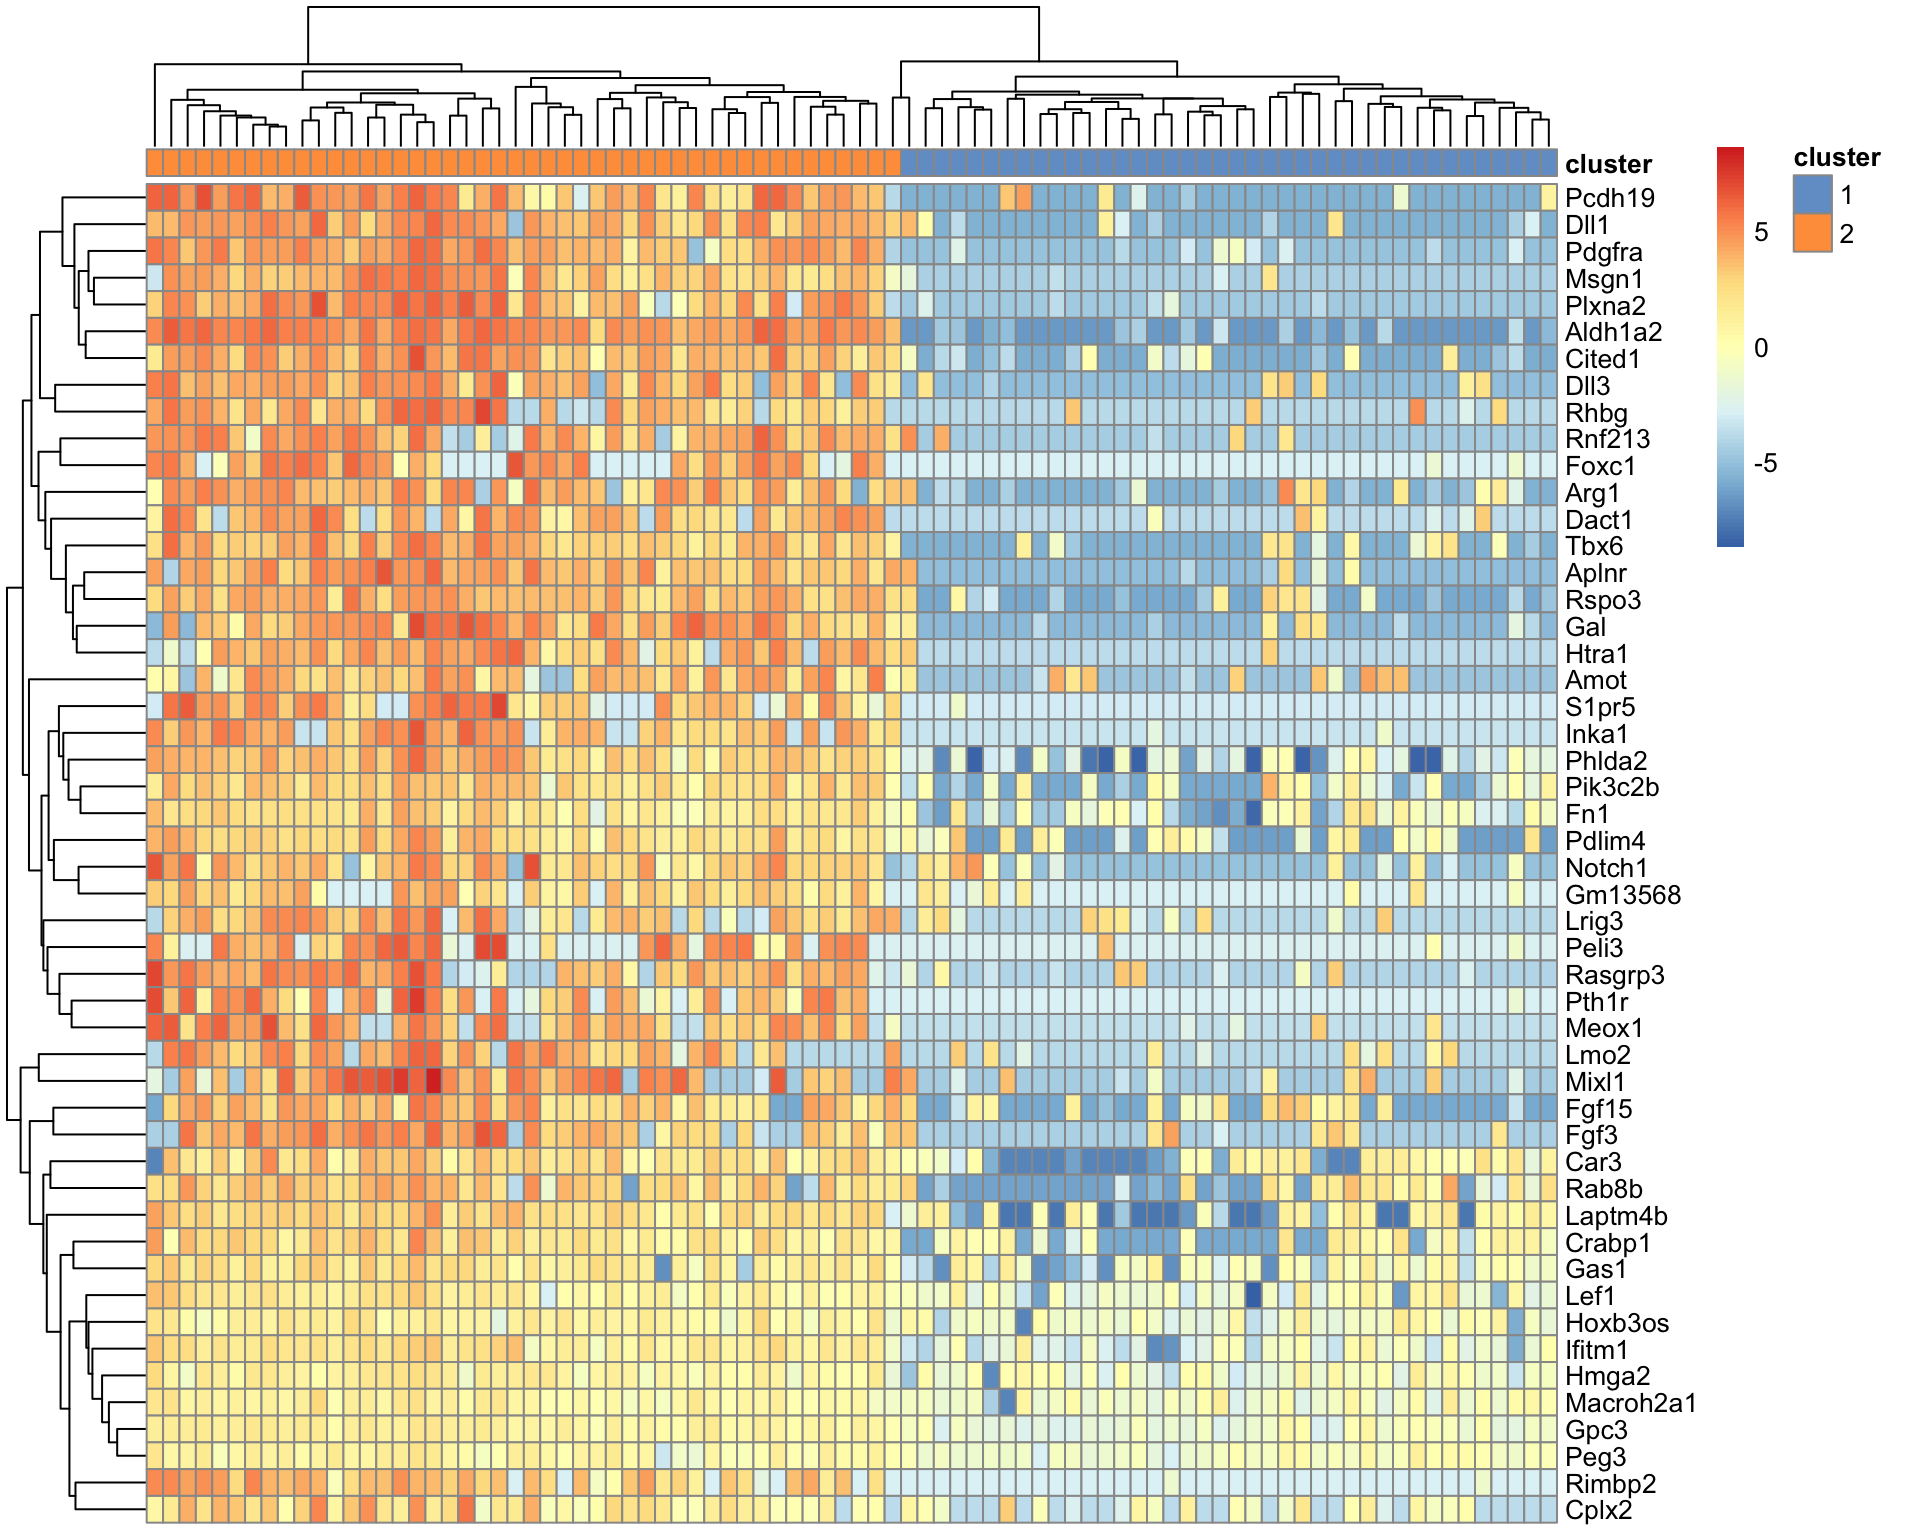 cluster
Pcdh19
Dll1
Pdgfra
Msgn1
Plxna2
Aldh1a2
Cited1
Dll3
Rhbg
Rnf213
Foxc1
Arg1
Dact1
Tbx6
Aplnr
Rspo3
Gal
Htra1
Amot
S1pr5
Inka1
Phlda2
Pik3c2b
Fn1
Pdlim4
Notch1
Gm13568
Lrig3
Peli3
Rasgrp3
Pth1r
Meox1
Lmo2
Mixl1
Fgf15
Fgf3
Car3
Rab8b
Laptm4b
Crabp1
Gas1
Lef1
Hoxb3os
Ifitm1
Hmga2
Macroh2a1
Gpc3
Peg3
Rimbp2
Cplx2
5
0
-5
cluster
1
2